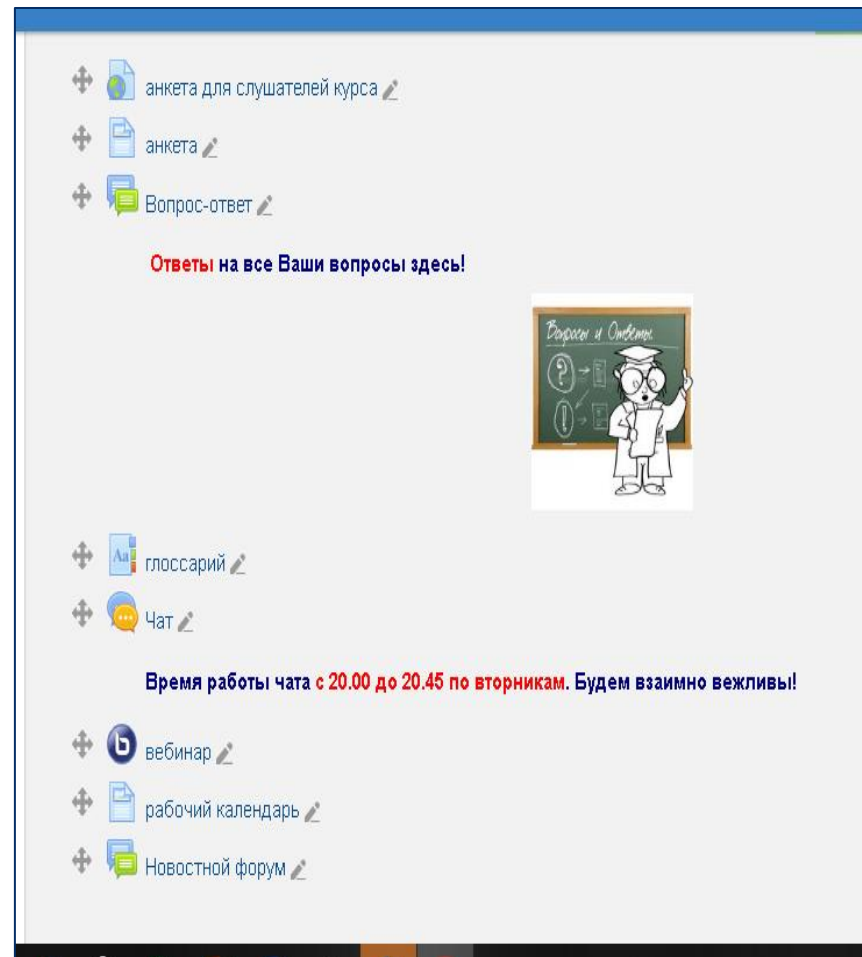 анкета для слушателей курса
анкета
Вопрос-ответ
Ответы на все Ваши вопросы здесь!
Вопросы и Ответы
?
!
Aa
глоссарий
Чат
Время работы чата с 20.00 до 20.45 по вторникам. Будем взаимно вежливы!
b
вебинар
рабочий календарь
Новостной форум